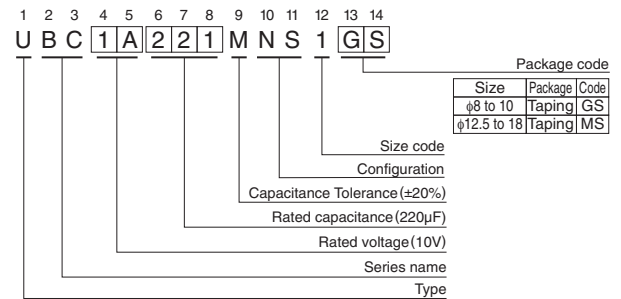 1 2 3 4 5 6 7 8 9 10 11 12 13 14
U B C 1 A 2 2 1 M N S 1 G S
Package code
Size Package Code
ϕ8 to 10 Taping GS
ϕ12.5 to 18 Taping MS
Size code
Configuration
Capacitance Tolerance (±20%)
Rated capacitance (220µF)
Rated voltage (10V)
Series name
Type